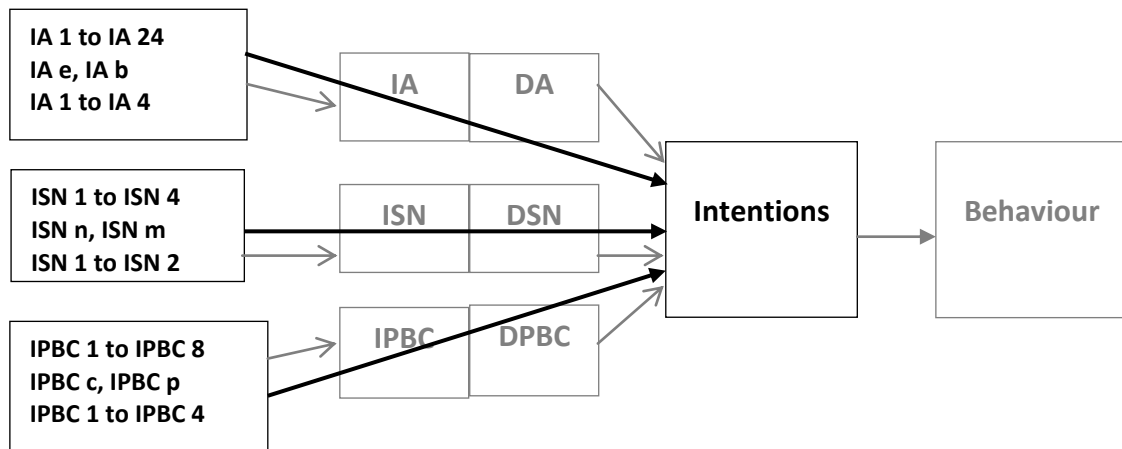 IA 1 to IA 24
IA e, IA b
IA 1 to IA 4
IA DA
ISN 1 to ISN 4
ISN n, ISN m
ISN 1 to ISN 2
ISN DSN
IPBC 1 to IPBC 8
IPBC c, IPBC p
IPBC 1 to IPBC 4
IPBC DPBC
Intentions
Behaviour